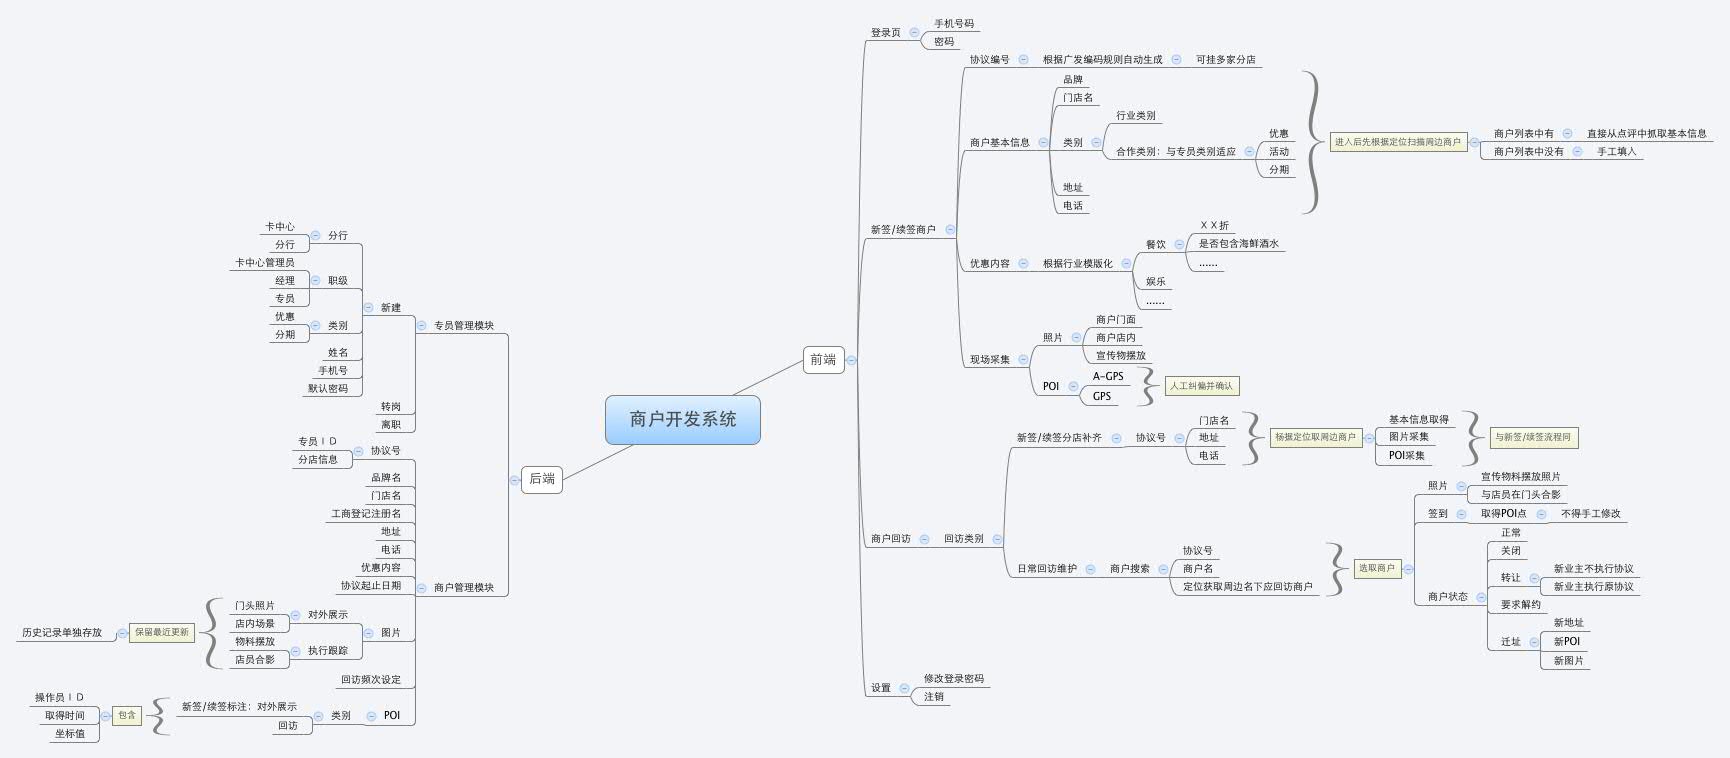 商户开发系统
前端
登录页
手机号码
密码
新签/续签商户
协议编号
根据广发编码规则自动生成
可挂多家分店
商户基本信息
品牌
门店名
类别
行业类别
合作类别：与专员类别适应
优惠
活动
分期
地址
电话
进入后先根据定位扫描周边商户
商户列表中有
直接从点评中抓取基本信息
商户列表中没有
手工填人
优惠内容
根据行业模版化
餐饮
ＸＸ折
是否包含海鲜酒水
……
娱乐
……
现场采集
照片
商户门面
商户店内
宣传物摆放
POI
A-GPS
GPS
人工纠偏并确认
商户回访
回访类别
新签/续签分店补齐
协议号
门店名
地址
电话
杨据定位取周边商户
基本信息取得
图片采集
POI采集
与新签/续签流程同
日常回访维护
商户搜索
协议号
商户名
定位获取周边名下应回访商户
选取商户
照片
宣传物料摆放照片
与店员在门头合影
签到
取得POI点
不得手工修改
商户状态
正常
关闭
转让
新业主不执行协议
新业主执行原协议
要求解约
迁址
新地址
新POI
新图片
设置
修改登录密码
注销
后端
专员管理模块
新建
分行
卡中心
分行
职级
卡中心管理员
经理
专员
类别
优惠
分期
姓名
手机号
默认密码
转岗
离职
商户管理模块
协议号
专员ＩＤ
分店信息
品牌名
门店名
工商登记注册名
地址
电话
优惠内容
协议起止日期
图片
对外展示
门头照片
店内场景
执行跟踪
物料摆放
店员合影
保留最近更新
历史记录单独存放
回访频次设定
POI
类别
新签/续签标注：对外展示
回访
包含
操作员ＩＤ
取得时间
坐标值